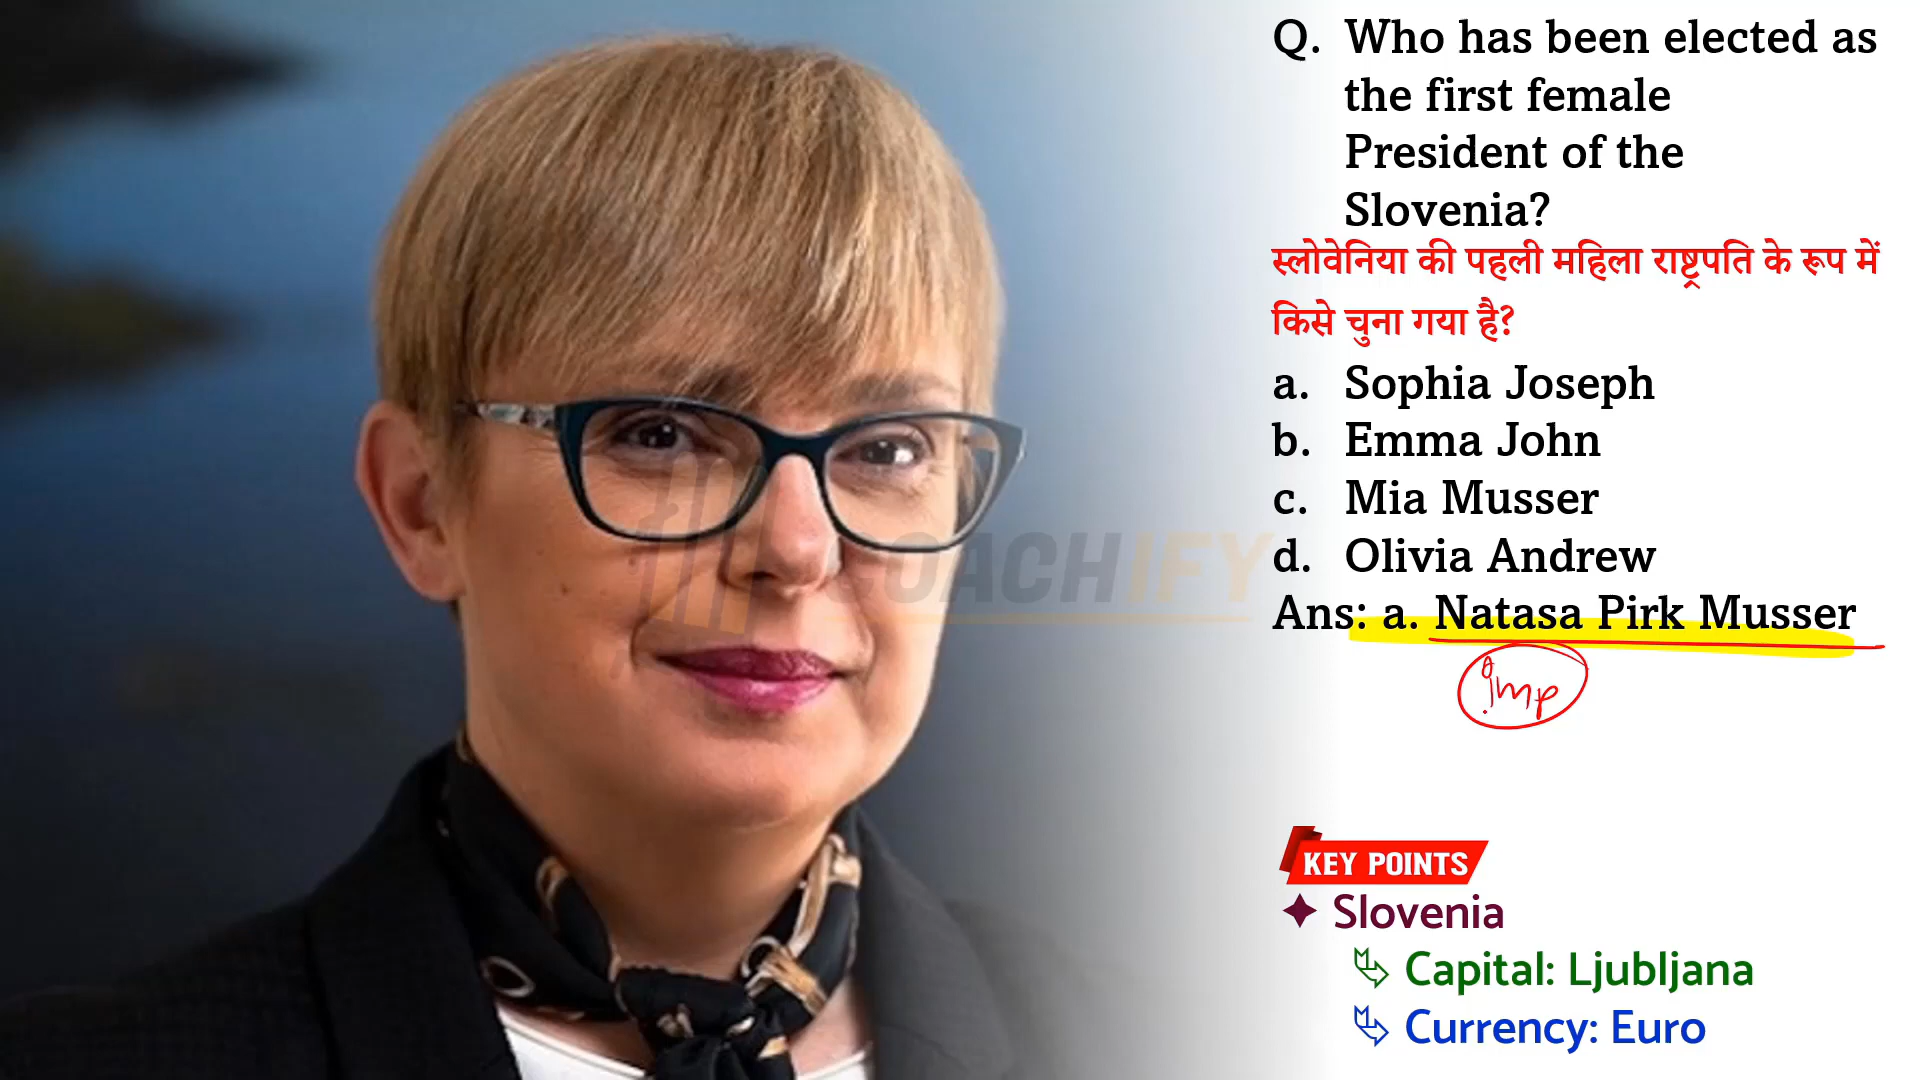 Q. Who has been elected as
the first female
President of the
Slovenia?
स्लोवेनिया की पहली महिला राष्ट्रपति के रूप में
किसे चुना गया है?
a. Sophia Joseph
b. Emma John
c. Mia Musser
d. Olivia Andrew
Ans: a. Natasa Pirk Musser
Imp
COACHIFY
KEY POINTS
Slovenia
Capital: Ljubljana
Currency: Euro